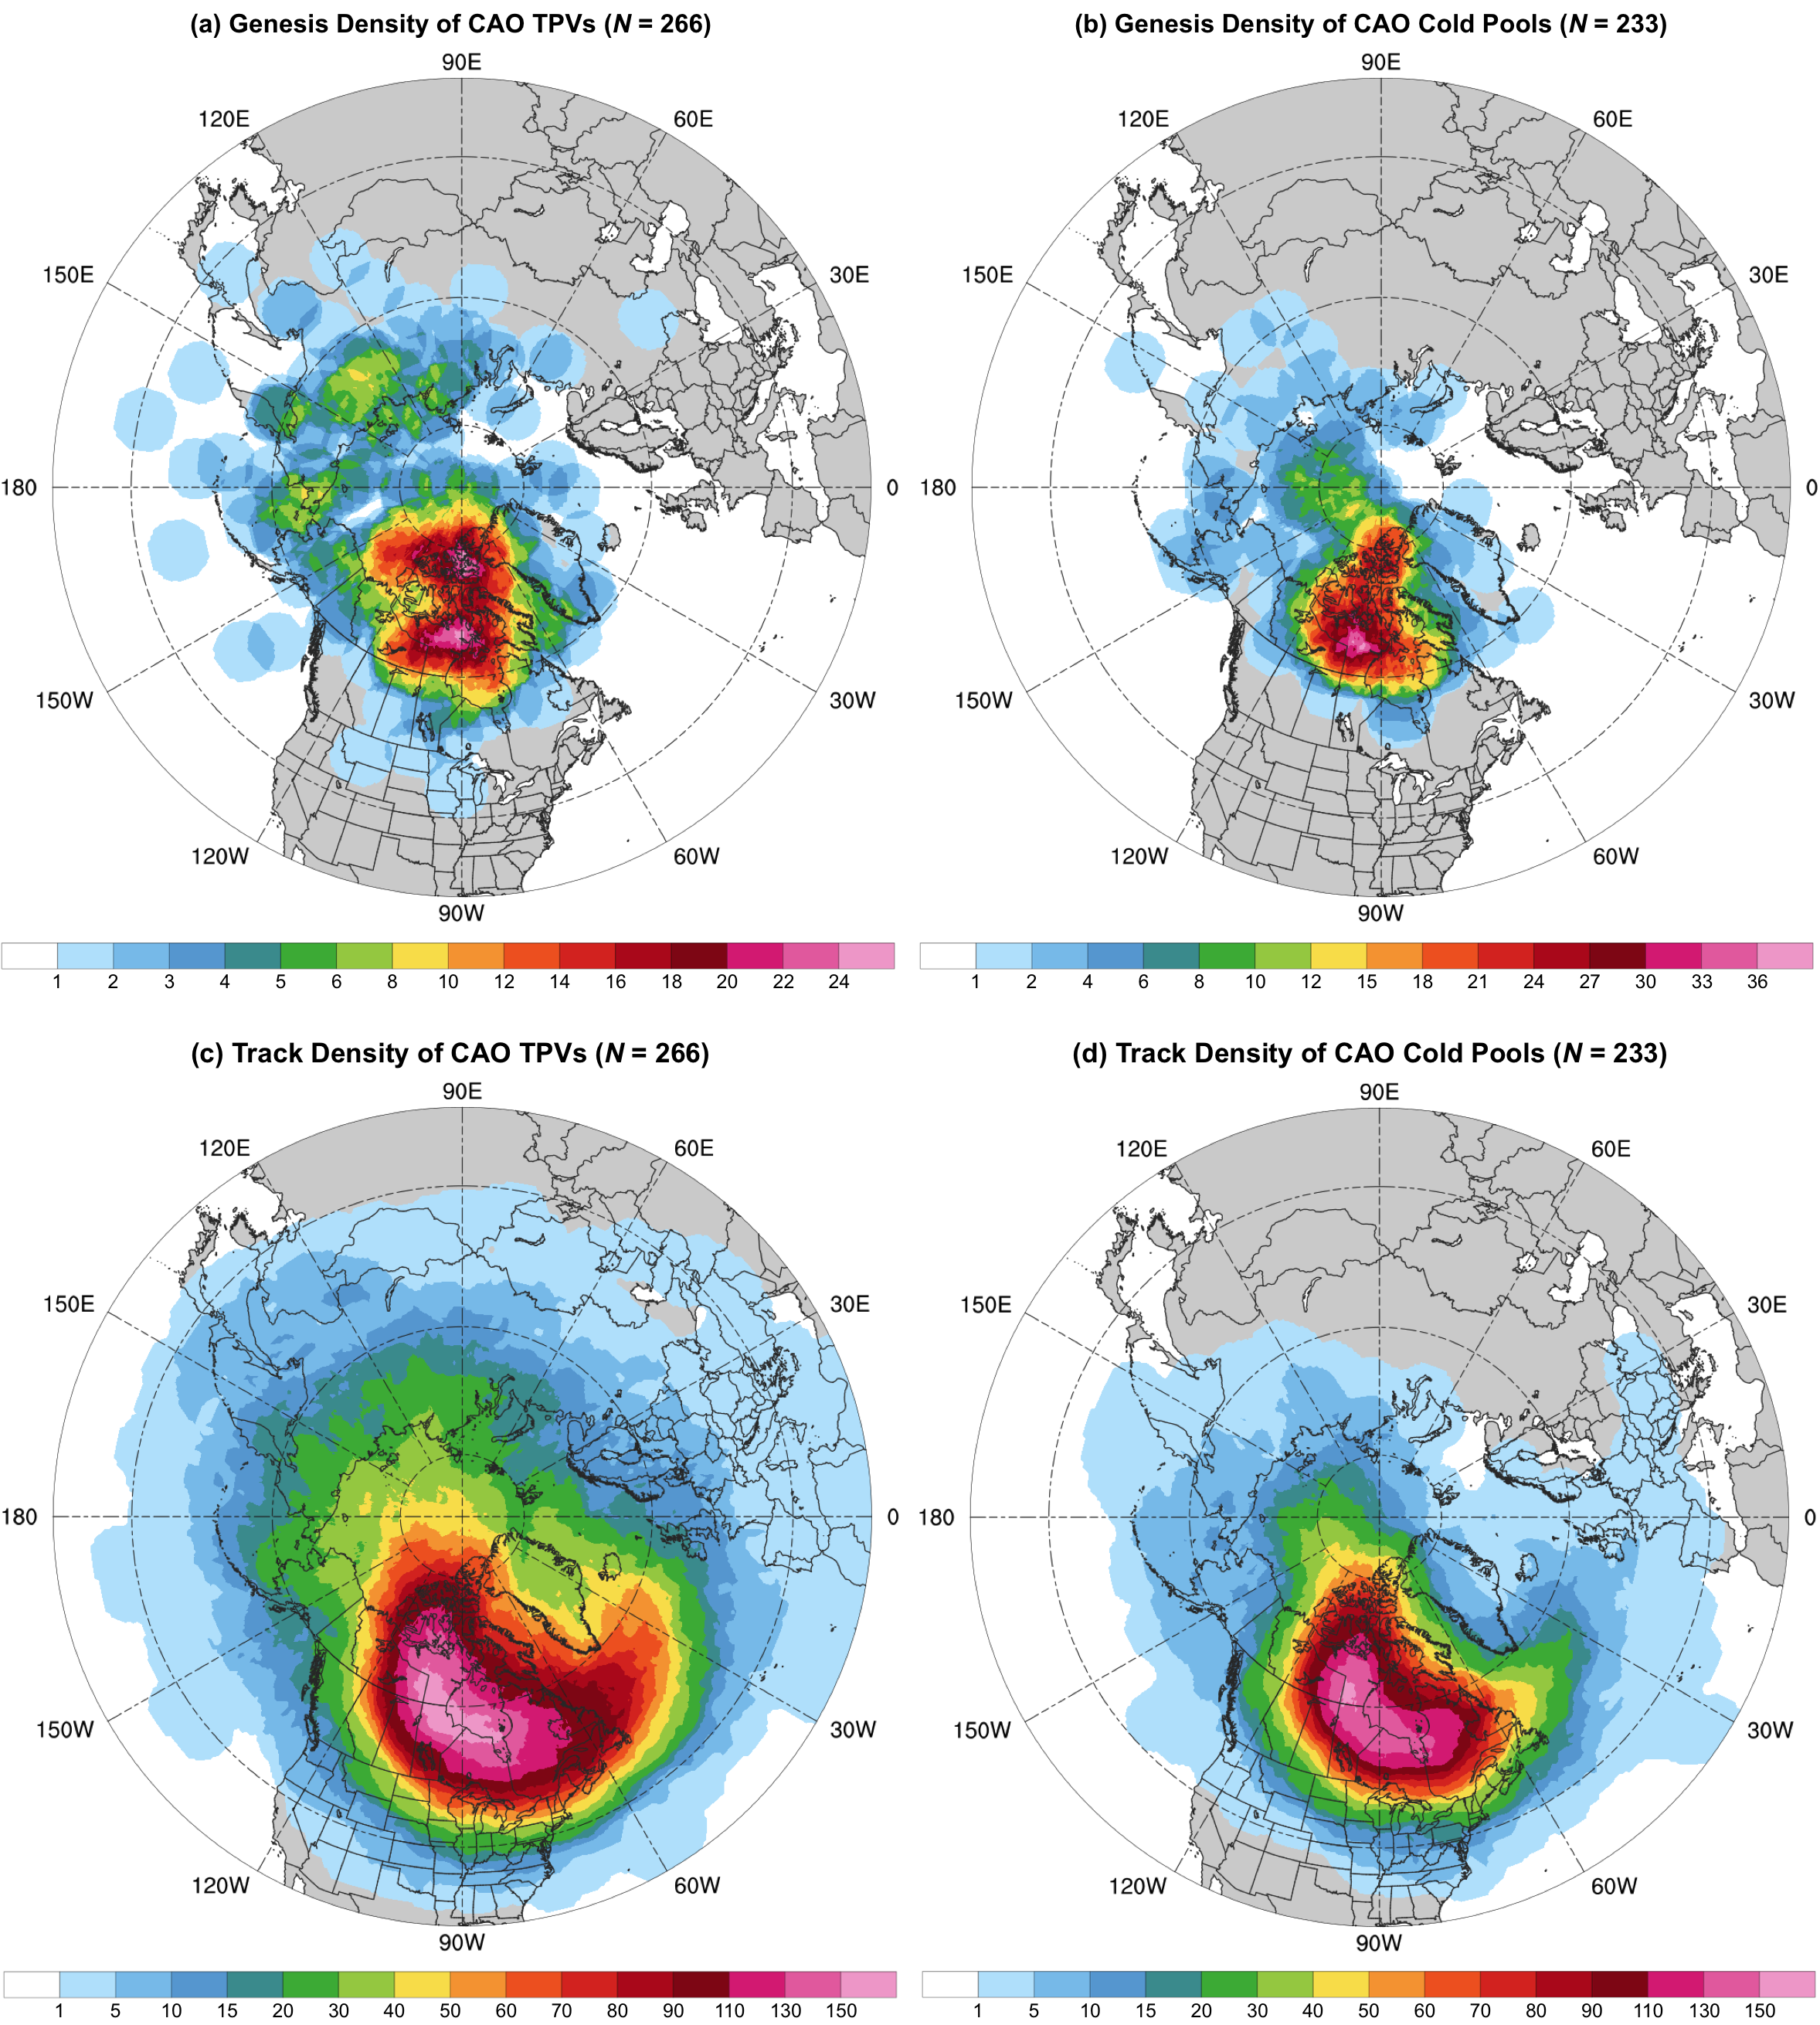 (a) Genesis Density of CAO TPVs (N = 266)
90E
120E
60E
150E
30E
180
0
150W
30W
120W
60W
90W
1 2 3 4 5 6 8 10 12 14 16 18 20 22 24
(b) Genesis Density of CAO Cold Pools (N = 233)
90E
120E
60E
150E
30E
180
0
150W
30W
120W
60W
90W
1 2 4 6 8 10 12 15 18 21 24 27 30 33 36
(c) Track Density of CAO TPVs (N = 266)
90E
120E
60E
150E
30E
180
0
150W
30W
120W
60W
90W
1 5 10 15 20 30 40 50 60 70 80 90 110 130 150
(d) Track Density of CAO Cold Pools (N = 233)
90E
120E
60E
150E
30E
180
0
150W
30W
120W
60W
90W
1 5 10 15 20 30 40 50 60 70 80 90 110 130 150